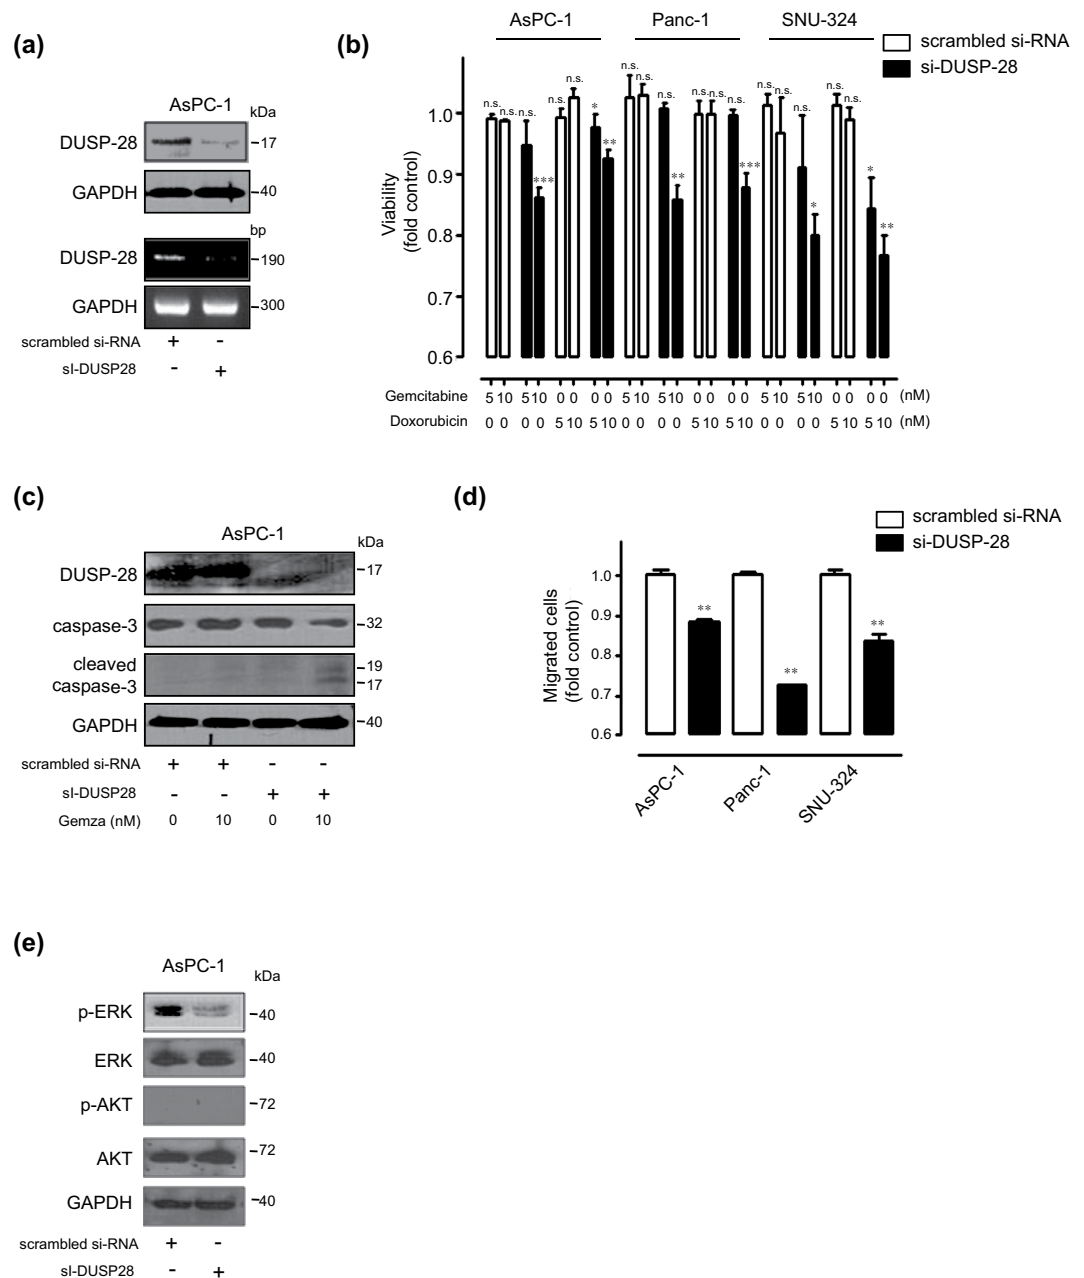 (a)
AsPC-1
kDa
DUSP-28
–17
GAPDH
–40
bp
DUSP-28
–190
GAPDH
–300
scrambled si-RNA + -
sI-DUSP28 - +
(b)
AsPC-1 Panc-1 SNU-324
scrambled si-RNA
si-DUSP-28
Viability
(fold control)
1.0
0.9
0.8
0.7
0.6
n.s. n.s. n.s. *** n.s. n.s. * ** n.s. n.s. n.s. ** n.s. n.s. n.s. *** n.s. n.s. n.s. * n.s. n.s. * **
Gemcitabine 5 10 5 10 0 0 0 0 5 10 5 10 0 0 0 0 5 10 5 10 0 0 0 0 (nM)
Doxorubicin 0 0 0 0 5 10 5 10 0 0 0 0 5 10 5 10 0 0 0 0 5 10 5 10 (nM)
(c)
AsPC-1
kDa
DUSP-28
–17
caspase-3
–32
cleaved
caspase-3
–19
–17
GAPDH
–40
scrambled si-RNA + + - -
sI-DUSP28 - - + +
Gemza (nM) 0 10 0 10
(d)
scrambled si-RNA
si-DUSP-28
Migrated cells
(fold control)
1.0
0.9
0.8
0.7
0.6
** ** **
AsPC-1
Panc-1
SNU-324
(e)
AsPC-1
kDa
p-ERK
–40
ERK
–40
p-AKT
–72
AKT
–72
GAPDH
–40
scrambled si-RNA + -
sI-DUSP28 - +